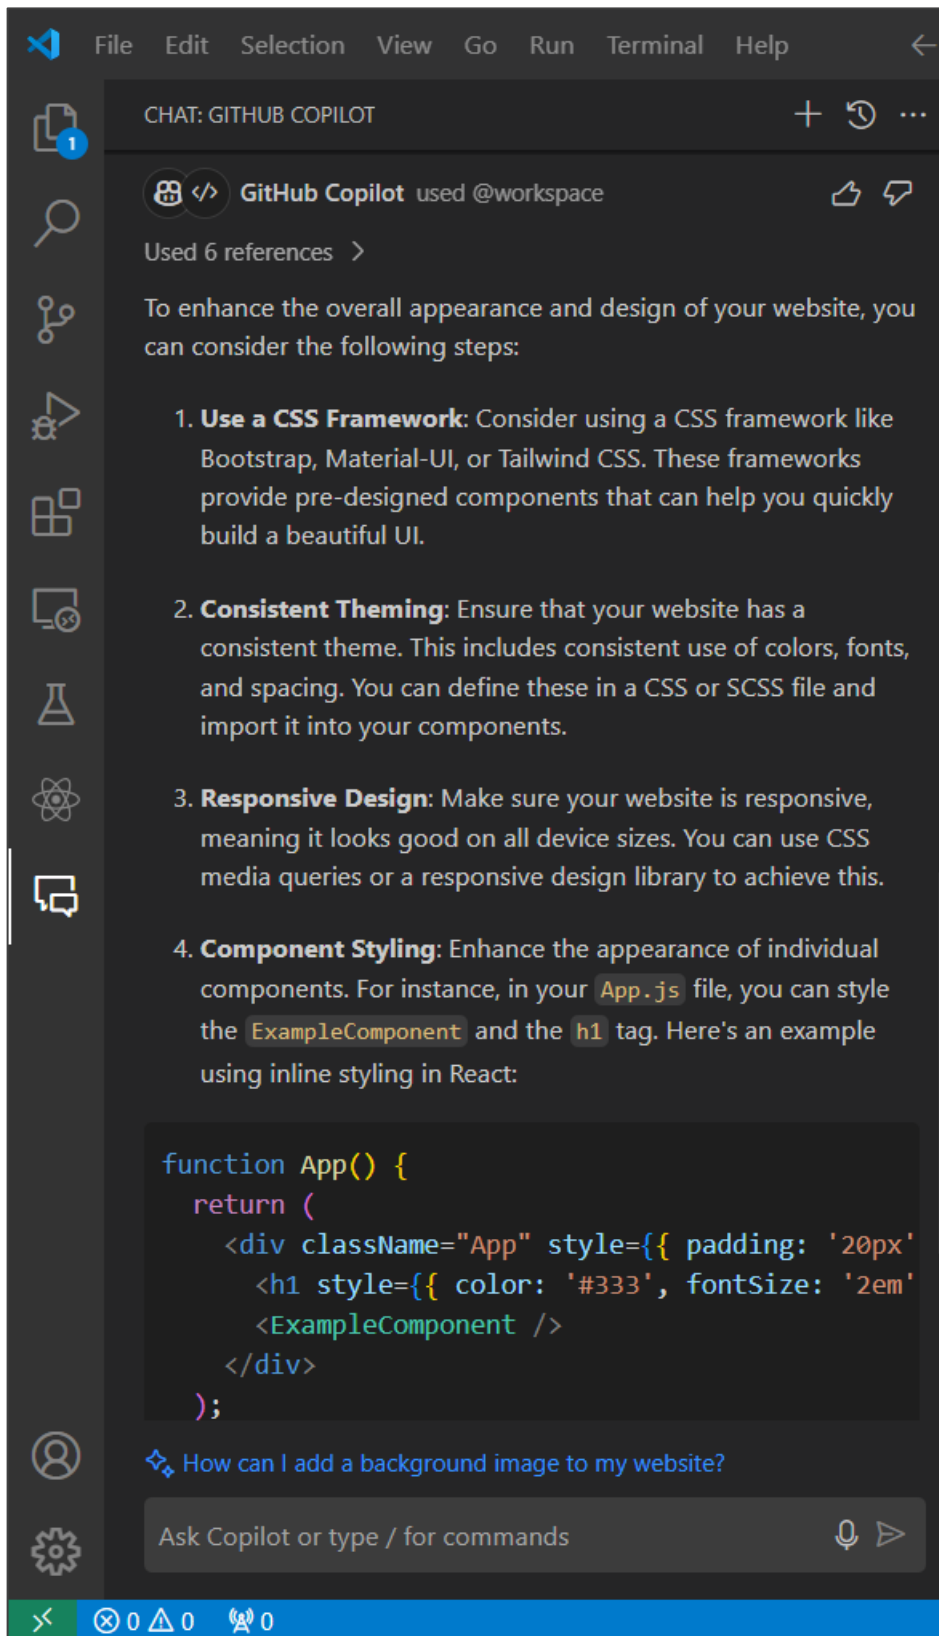 File Edit Selection View Go Run Terminal Help
CHAT: GITHUB COPILOT
1
GitHub Copilot used @workspace
Used 6 references
To enhance the overall appearance and design of your website, you
can consider the following steps:
1. Use a CSS Framework: Consider using a CSS framework like
Bootstrap, Material-UI, or Tailwind CSS. These frameworks
provide pre-designed components that can help you quickly
build a beautiful UI.
2. Consistent Theming: Ensure that your website has a
consistent theme. This includes consistent use of colors, fonts,
and spacing. You can define these in a CSS or SCSS file and
import it into your components.
3. Responsive Design: Make sure your website is responsive,
meaning it looks good on all device sizes. You can use CSS
media queries or a responsive design library to achieve this.
4. Component Styling: Enhance the appearance of individual
components. For instance, in your App.js file, you can style
the ExampleComponent and the h1 tag. Here's an example
using inline styling in React:
function App() {
return (
<div className="App" style={{ padding: '20px'
<h1 style={{ color: '#333', fontSize: '2em'
<ExampleComponent />
</div>
);
How can I add a background image to my website?
Ask Copilot or type / for commands
0 0 0